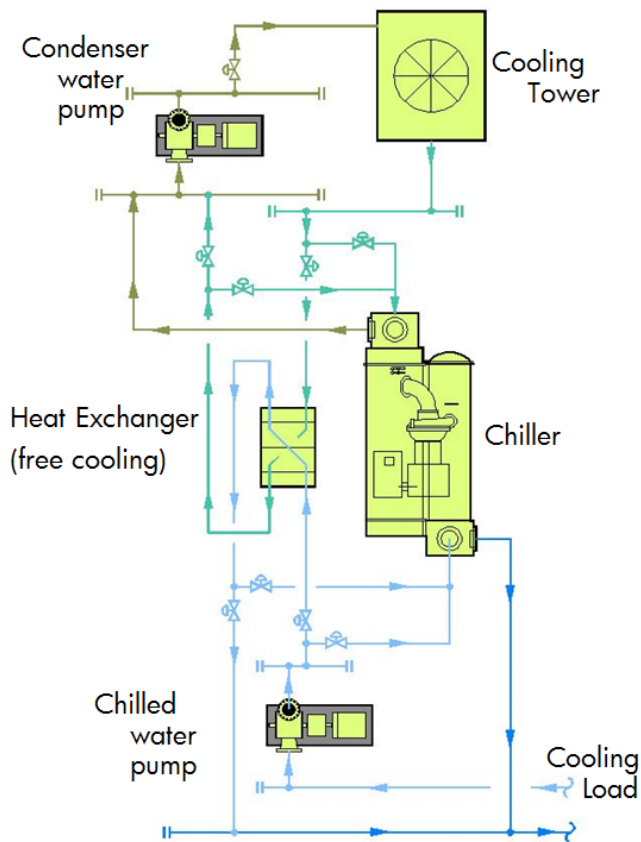 Condenser
water
pump
Cooling
Tower
Heat Exchanger
(free cooling)
Chiller
Chilled
water
pump
Cooling
Load